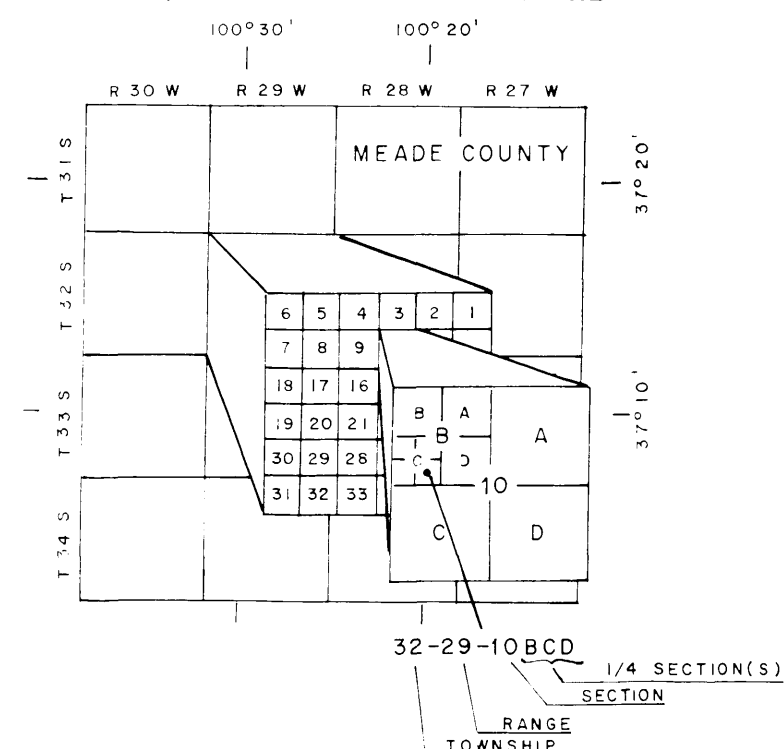 100°30' 100°20'
R 30 W R 29 W R 28 W R 27 W
MEADE COUNTY
T 31 S
37°20'
T 32 S
6 5 4 3 2 1
7 8 9
18 17 16
B A
T 33 S
37°10'
19 20 21
B A
30 29 28
C D
31 32 33
10
C D
T 34 S
32-29-10BCD
1/4 SECTION(S)
SECTION
RANGE
TOWNSHIP